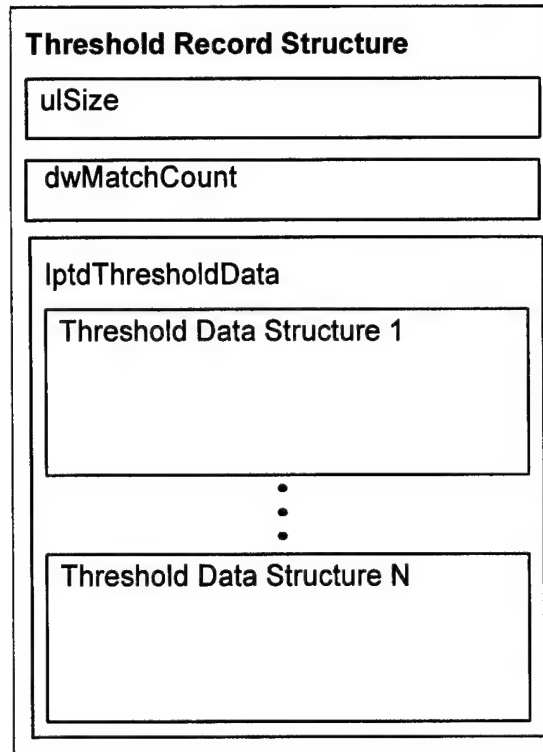 Threshold Record Structure
ulSize
dwMatchCount
lptdThresholdData
Threshold Data Structure 1
Threshold Data Structure N